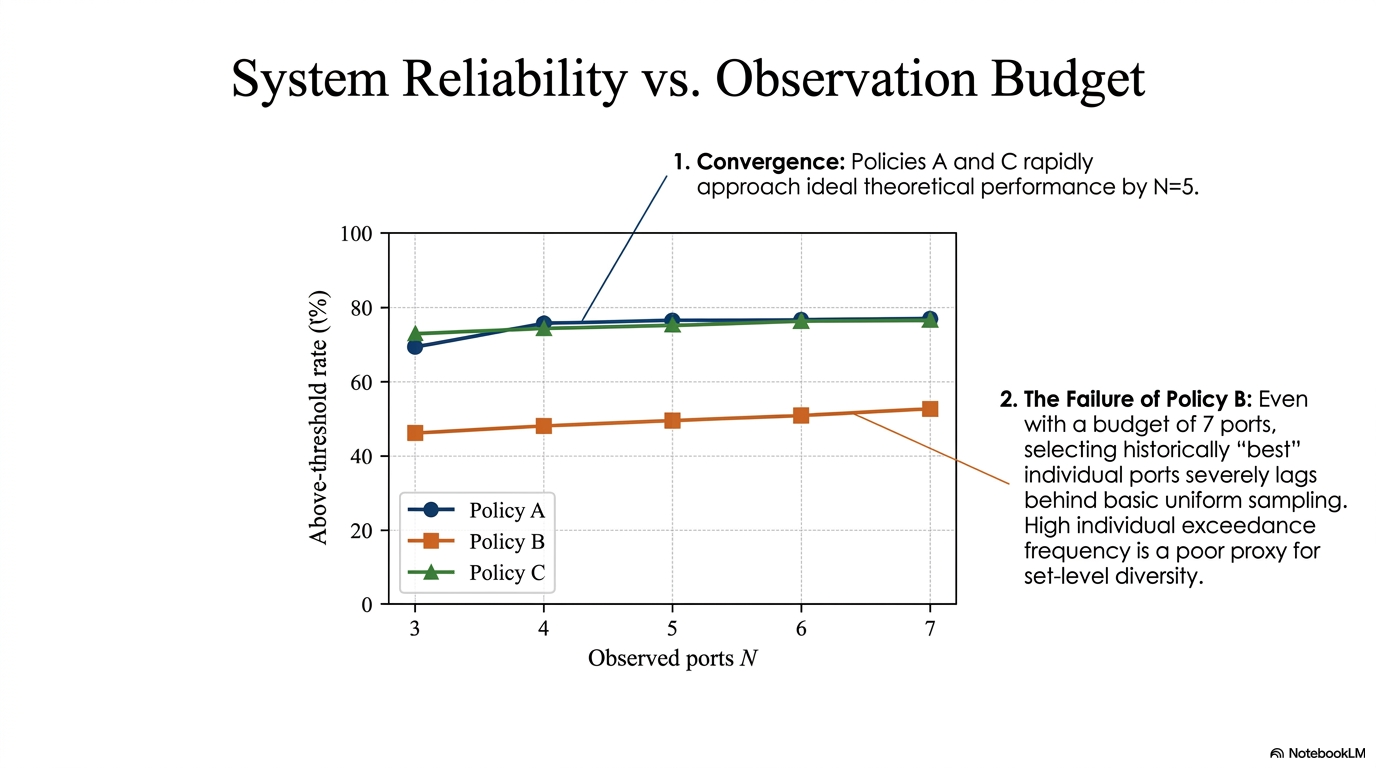 System Reliability vs. Observation Budget
1. Convergence: Policies A and C rapidly
approach ideal theoretical performance by N=5.
100
80
60
40
20
0
Above-threshold rate
Policy A
Policy B
Policy C
3 4 5 6 7
Observed ports N
2. The Failure of Policy B: Even
with a budget of 7 ports,
selecting historically “best”
individual ports severely lags
behind basic uniform sampling.
High individual exceedance
frequency is a poor proxy for
set-level diversity.
NotebookLM